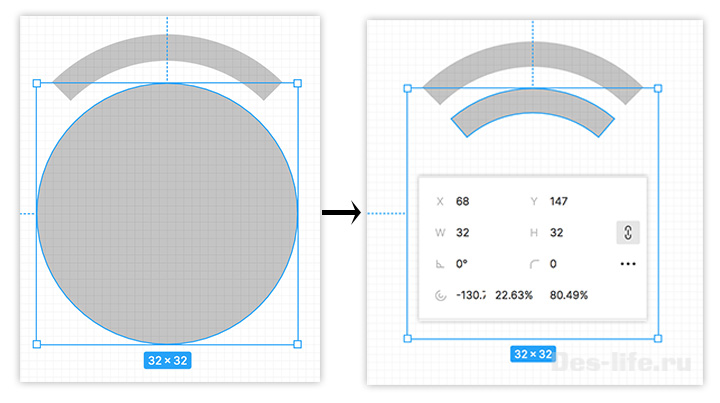 32 × 32
X 68 Y 147
W 32 H 32
0° 0
-130.7 22.63% 80.49%
32 × 32
Des-life.ru